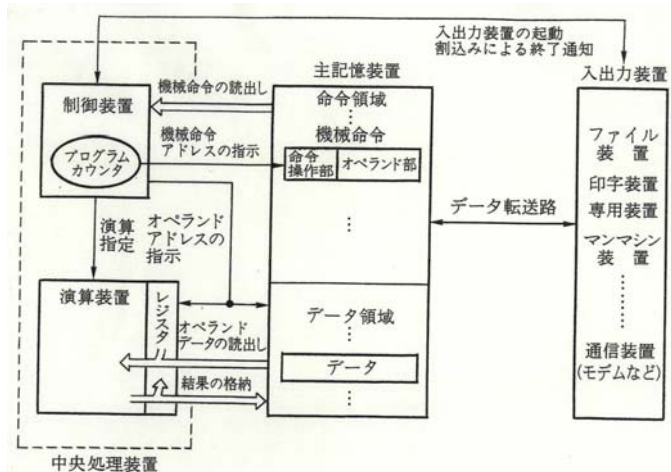 入出力装置の起動
割込みによる終了通知
入出力装置
主記憶装置
機械命令の読出し
制御装置
プログラム
カウンタ
機械命令
アドレスの指示
命令領域
⋮
機械命令
命令
操作部
オペランド部
⋮
演算
指定
オペランド
アドレスの
指示
データ転送路
ファイル
装置
印字装置
専用装置
マンマシン
装置
⋮
通信装置
(モデムなど)
演算装置
レジスタ
オペランド
データの読出し
結果の格納
データ領域
⋮
データ
⋮
中央処理装置